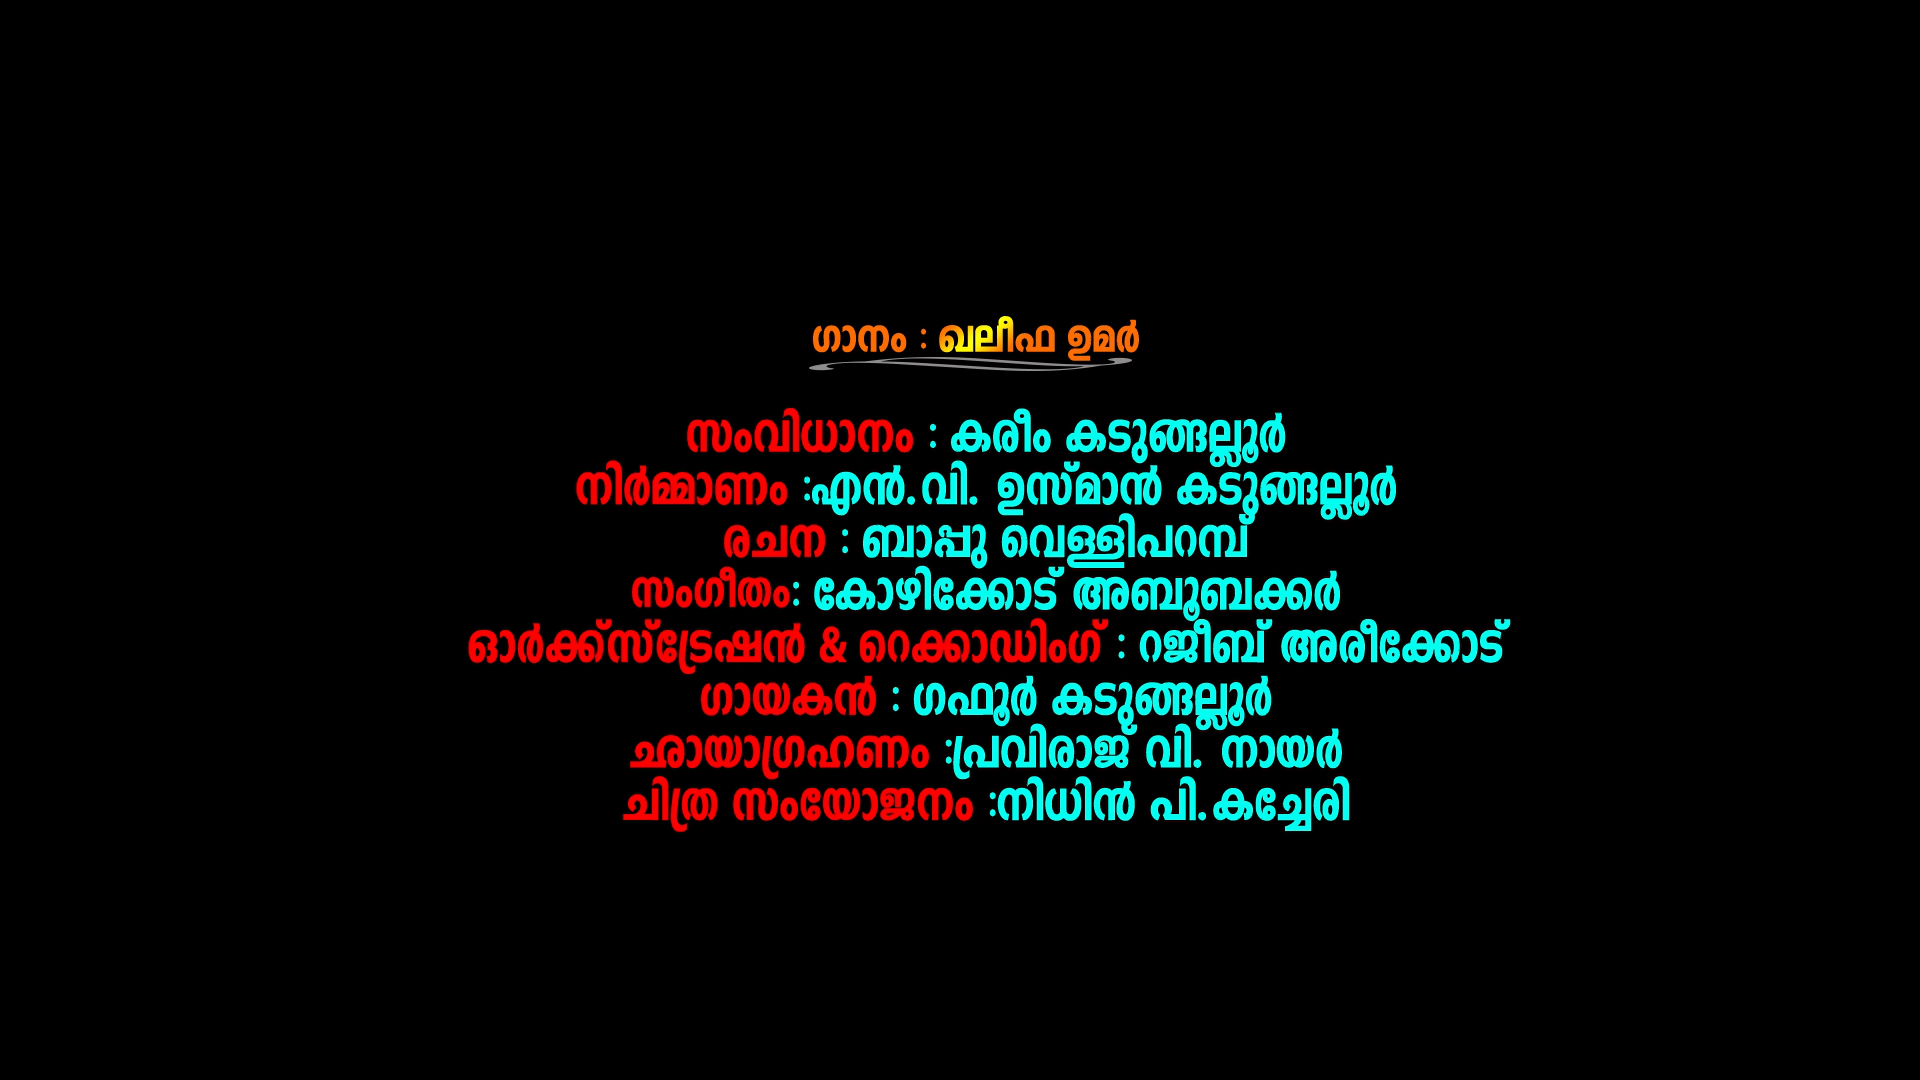 ഗാനം : ഖലീഫ ഉമർ
സംവിധാനം : കരീം കടുങ്ങല്ലൂർ
നിർമ്മാണം :എൻ.വി. ഉസ്മാൻ കടുങ്ങല്ലൂർ
രചന : ബാപ്പു വെള്ളിപറമ്പ്
സംഗീതം: കോഴിക്കോട് അബൂബക്കർ
ഓർക്ക്സ്ട്രേഷൻ & റെക്കാഡിംഗ് : റജീബ് അരീക്കോട്
ഗായകൻ : ഗഫൂർ കടുങ്ങല്ലൂർ
ഛായാഗ്രഹണം :പ്രവിരാജ് വി. നായർ
ചിത്ര സംയോജനം :നിധിൻ പി.കച്ചേരി